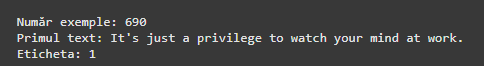 Număr exemple: 690
Primul text: It's just a privilege to watch your mind at work.
Eticheta: 1